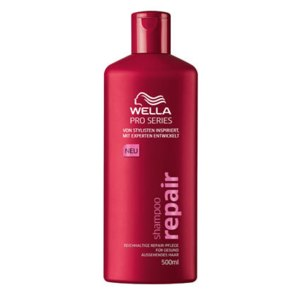 WELLA
PRO SERIES
VON STYLISTEN INSPIRIERT,
MIT EXPERTEN ENTWICKELT
NEU
shampoo
repair
REICHHALTIGE REPAIR-PFLEGE
FÜR GESUND
AUSSEHENDES HAAR
500ml